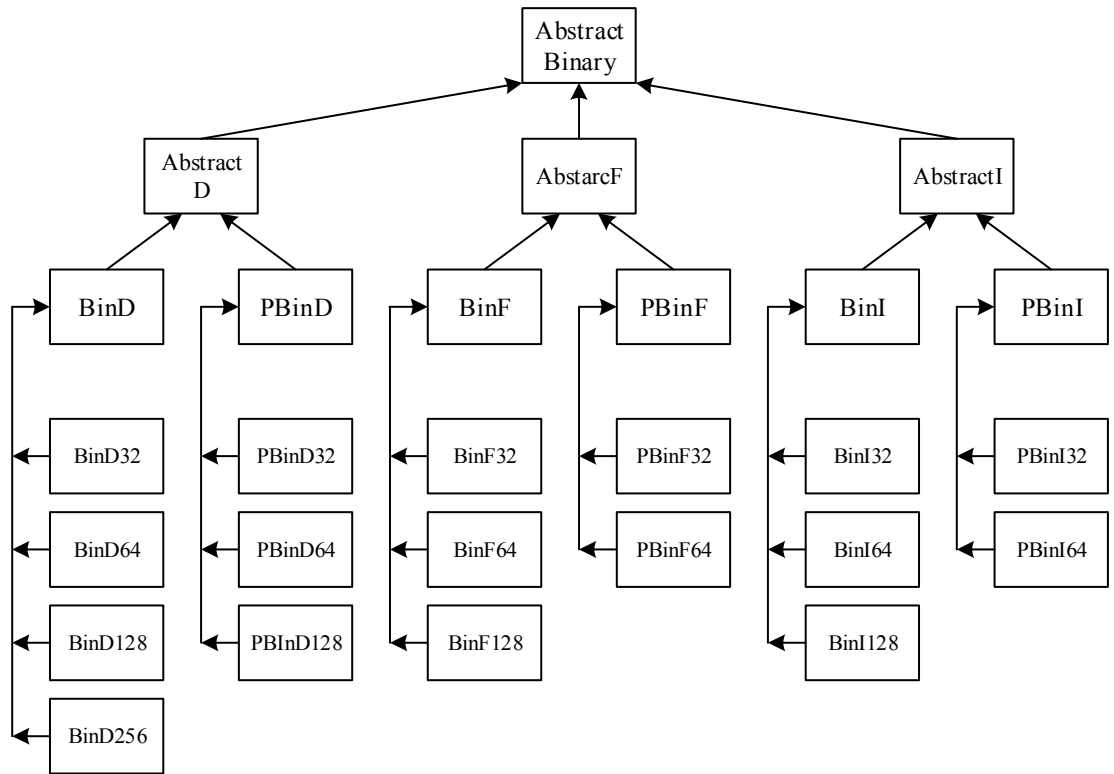 Abstract
Binary
Abstract
D
AbstarcF
AbstractI
BinD
PBinD
BinF
PBinF
BinI
PBinI
BinD32
PBinD32
BinF32
PBinF32
BinI32
PBinI32
BinD64
PBinD64
BinF64
PBinF64
BinI64
PBinI64
BinD128
PBInD128
BinF128
BinI128
BinD256